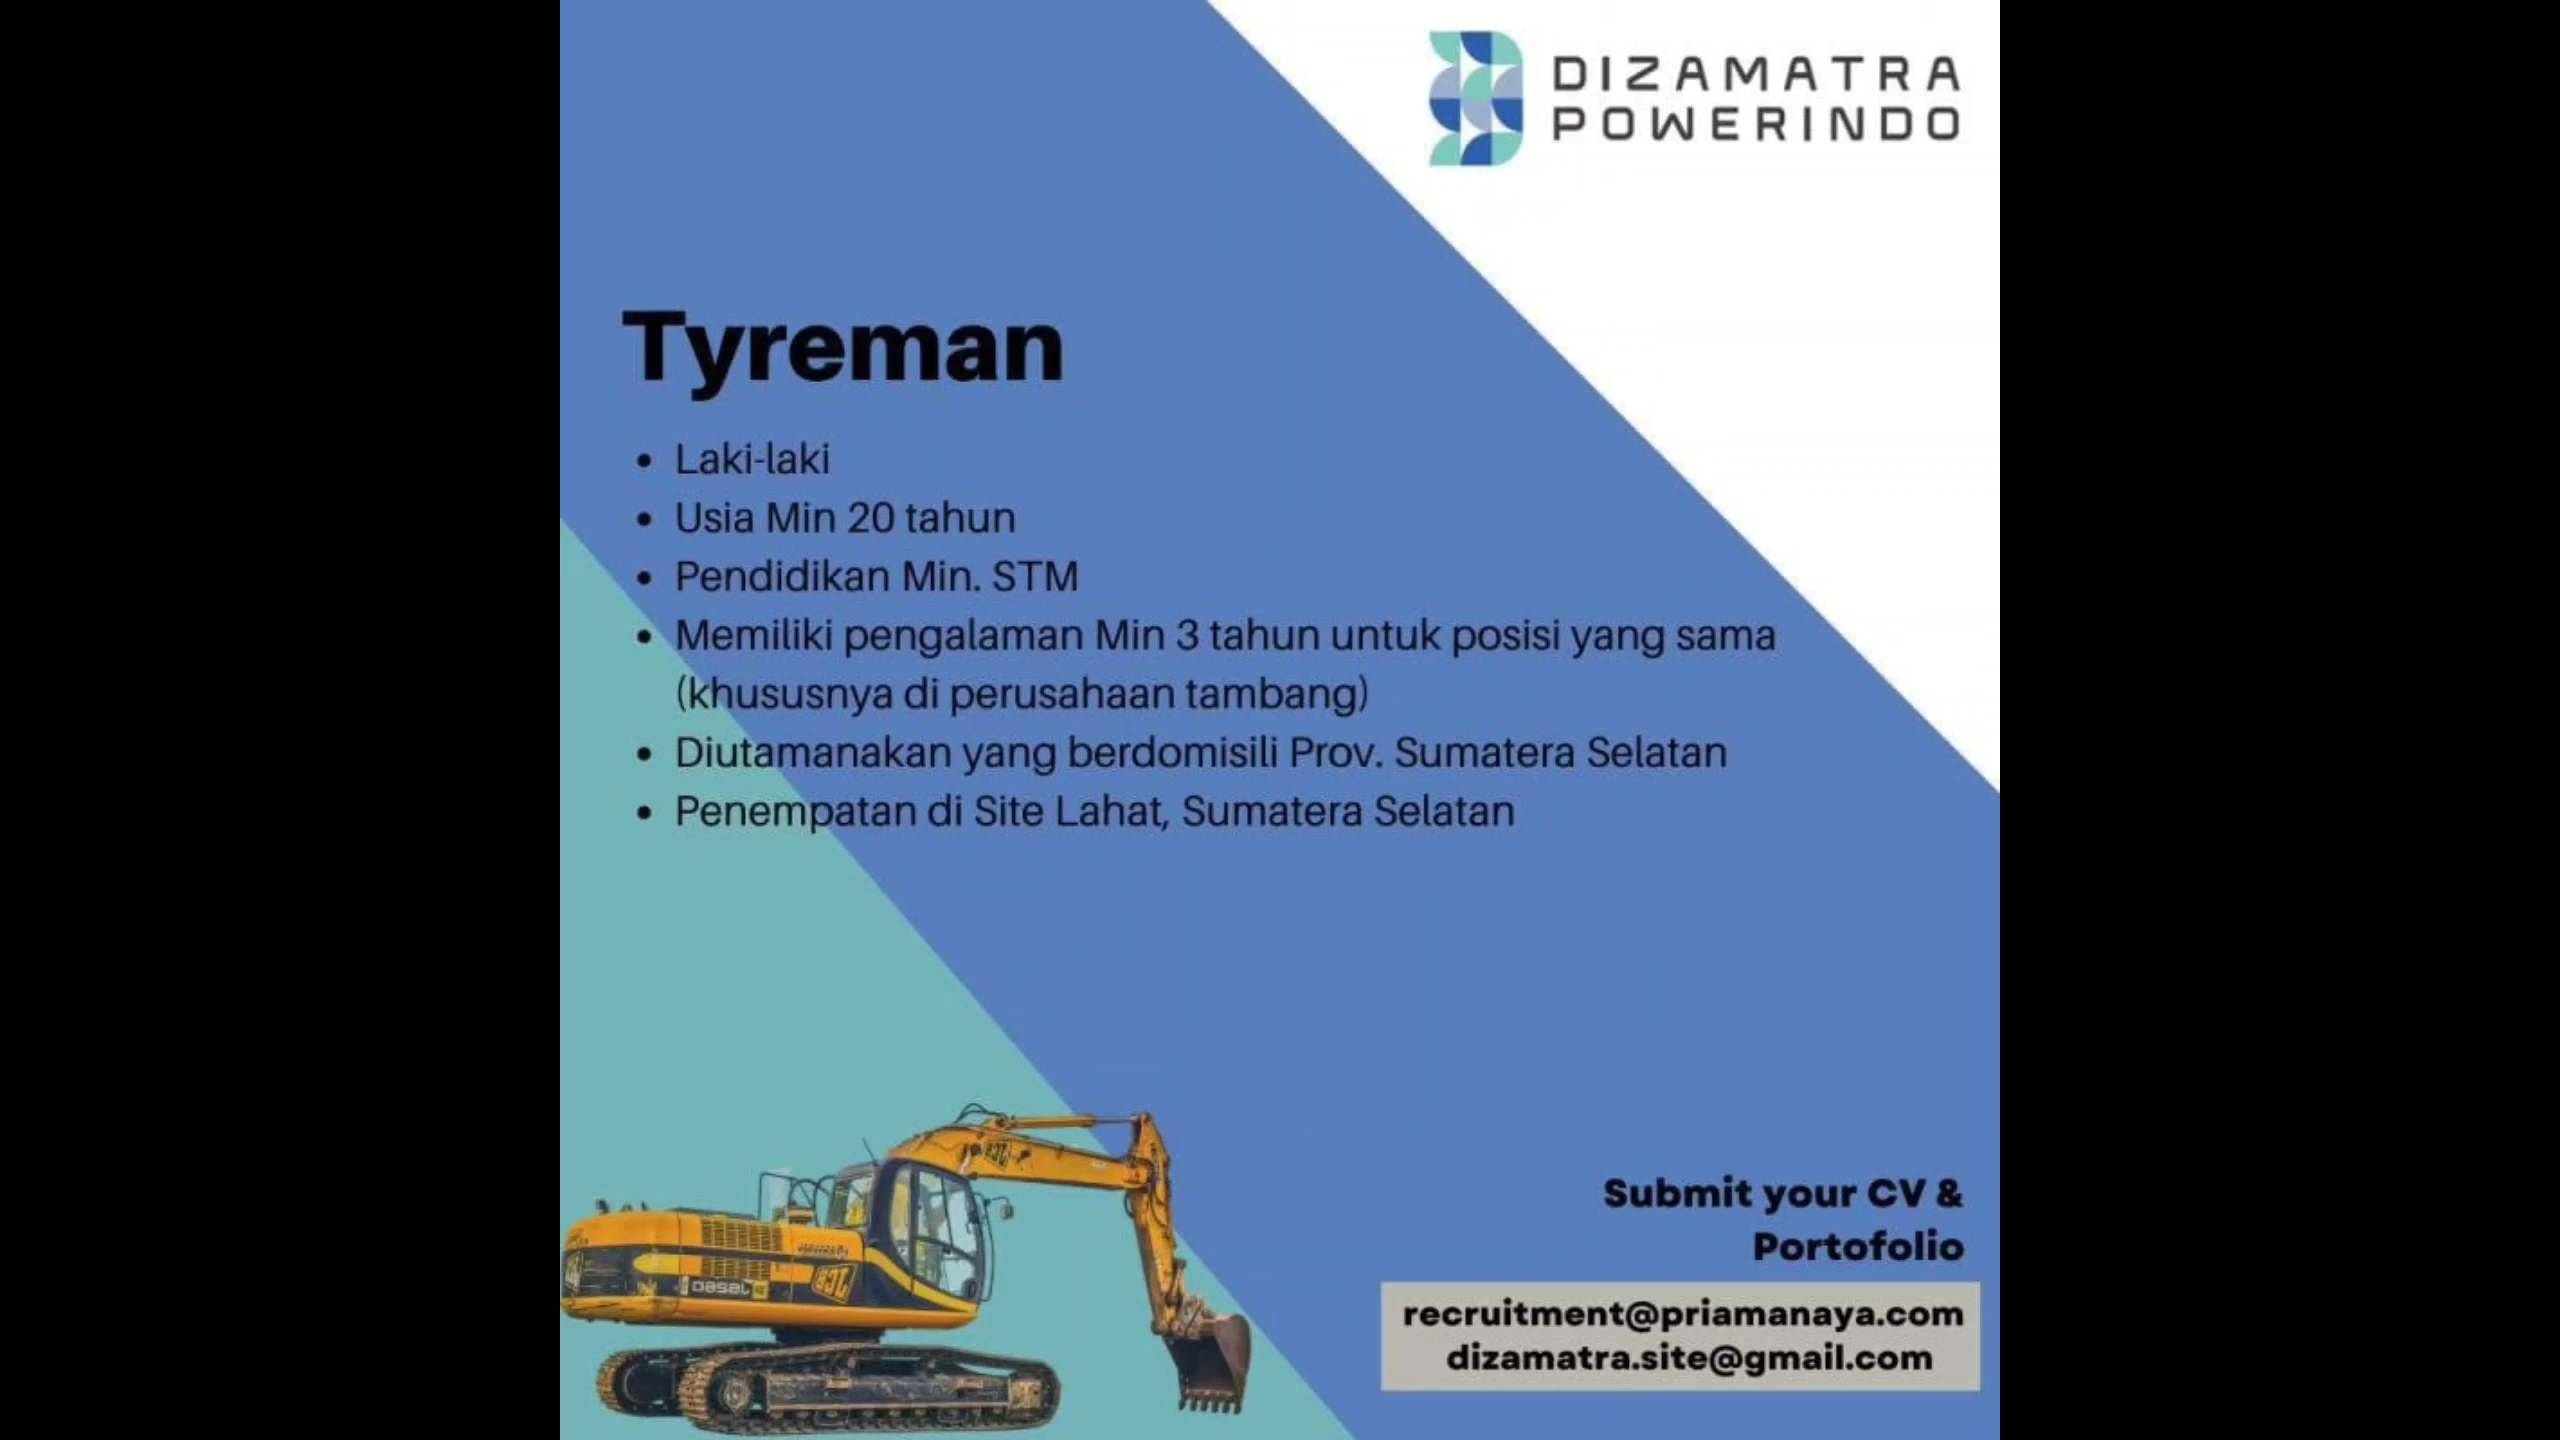 DIZAMATRA
POWERINDO
Tyreman
• Laki-laki
• Usia Min 20 tahun
• Pendidikan Min. STM
• Memiliki pengalaman Min 3 tahun untuk posisi yang sama
(khususnya di perusahaan tambang)
• Diutamanakan yang berdomisili Prov. Sumatera Selatan
• Penempatan di Site Lahat, Sumatera Selatan
Submit your CV &
Portofolio
recruitment@priamanaya.com
dizamatra.site@gmail.com